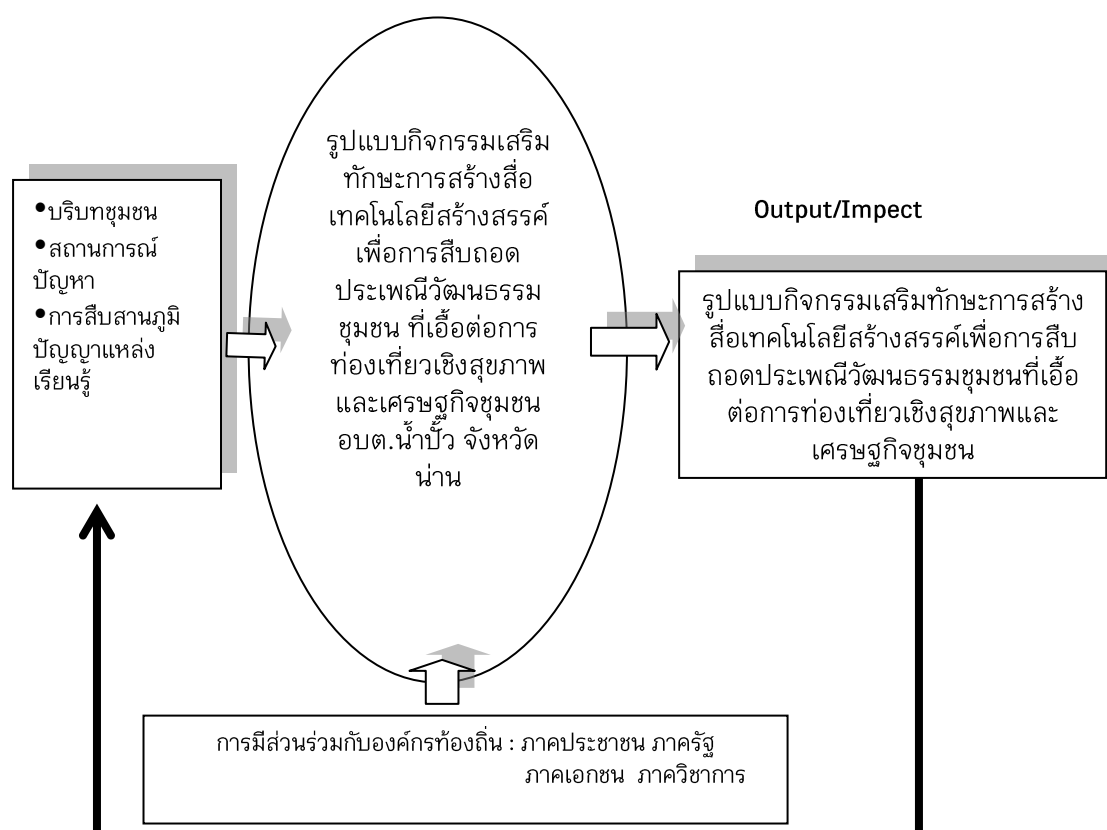 •บริบทชุมชน
•สถานการณ์
ปัญหา
•การสืบสานภูมิ
ปัญญาแหล่ง
เรียนรู้
รูปแบบกิจกรรมเสริม
ทักษะการสร้างสื่อ
เทคโนโลยีสร้างสรรค์
เพื่อการสืบถอด
ประเพณีวัฒนธรรม
ชุมชน ที่เอื้อต่อการ
ท่องเที่ยวเชิงสุขภาพ
และเศรษฐกิจชุมชน
อบต.น้ำปั้ว จังหวัด
น่าน
Output/Impect
รูปแบบกิจกรรมเสริมทักษะการสร้าง
สื่อเทคโนโลยีสร้างสรรค์เพื่อการสืบ
ถอดประเพณีวัฒนธรรมชุมชนที่เอื้อ
ต่อการท่องเที่ยวเชิงสุขภาพและ
เศรษฐกิจชุมชน
การมีส่วนร่วมกับองค์กรท้องถิ่น : ภาคประชาชน ภาครัฐ
ภาคเอกชน ภาควิชาการ